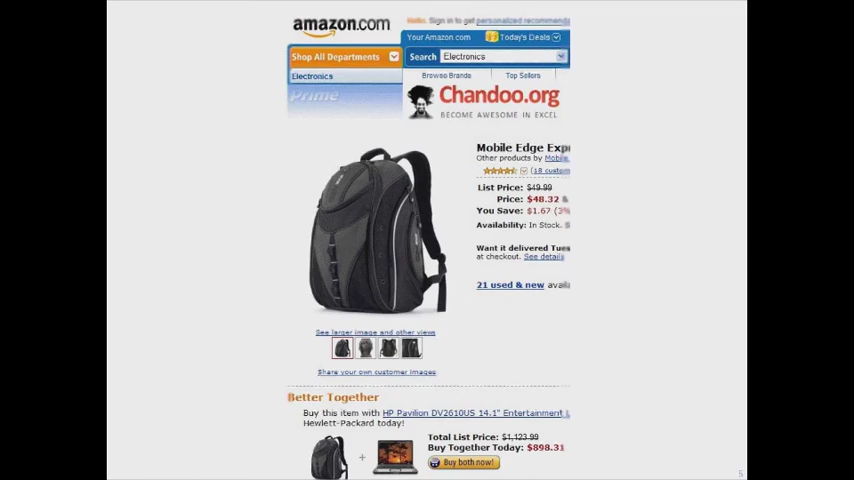 amazon.com
Hello. Sign in to get personalized recommend
Your Amazon.com
Today's Deals
Shop All Departments
Search
Electronics
Electronics
Browse Brands
Top Sellers
Prime
Chandoo.org
BECOME AWESOME IN EXCEL
Mobile Edge
Other products by Mobile
(18
List Price: $49.99
Price: $48.32 &
You Save: $1.67 (3%
Availability: In Stock.
Want it delivered
at checkout. See details
21 used & new
See larger image and other views
Share your own customer images
Better Together
Buy this item with HP Pavilion DV2610US 14.1" Entertainment
Hewlett-Packard today!
Total List Price: $1,123.99
Buy Together Today: $898.31
+
Buy both now!
5